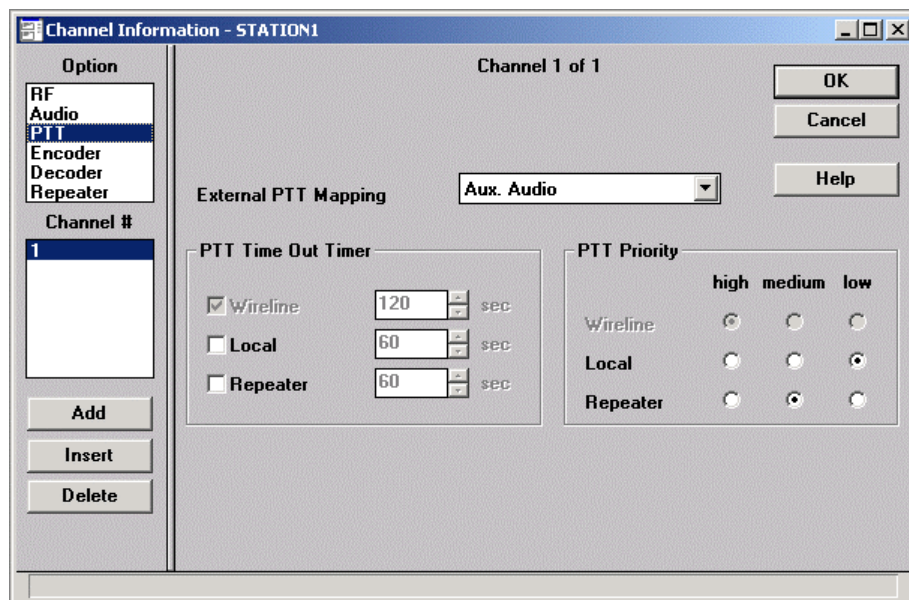 Channel Information - STATION1
Option
RF
Audio
PTT
Encoder
Decoder
Repeater
Channel #
1
Add
Insert
Delete
Channel 1 of 1
OK
Cancel
Help
External PTT Mapping
Aux. Audio
PTT Time Out Timer
Wireline 120 sec
Local 60 sec
Repeater 60 sec
PTT Priority
high medium low
Wireline
Local
Repeater